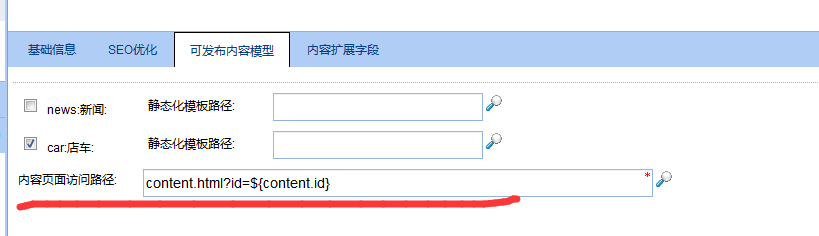 基础信息 SEO优化 可发布内容模型 内容扩展字段
news:新闻: 静态化模板路径:
car:店车: 静态化模板路径:
内容页面访问路径: content.html?id=${content.id} *